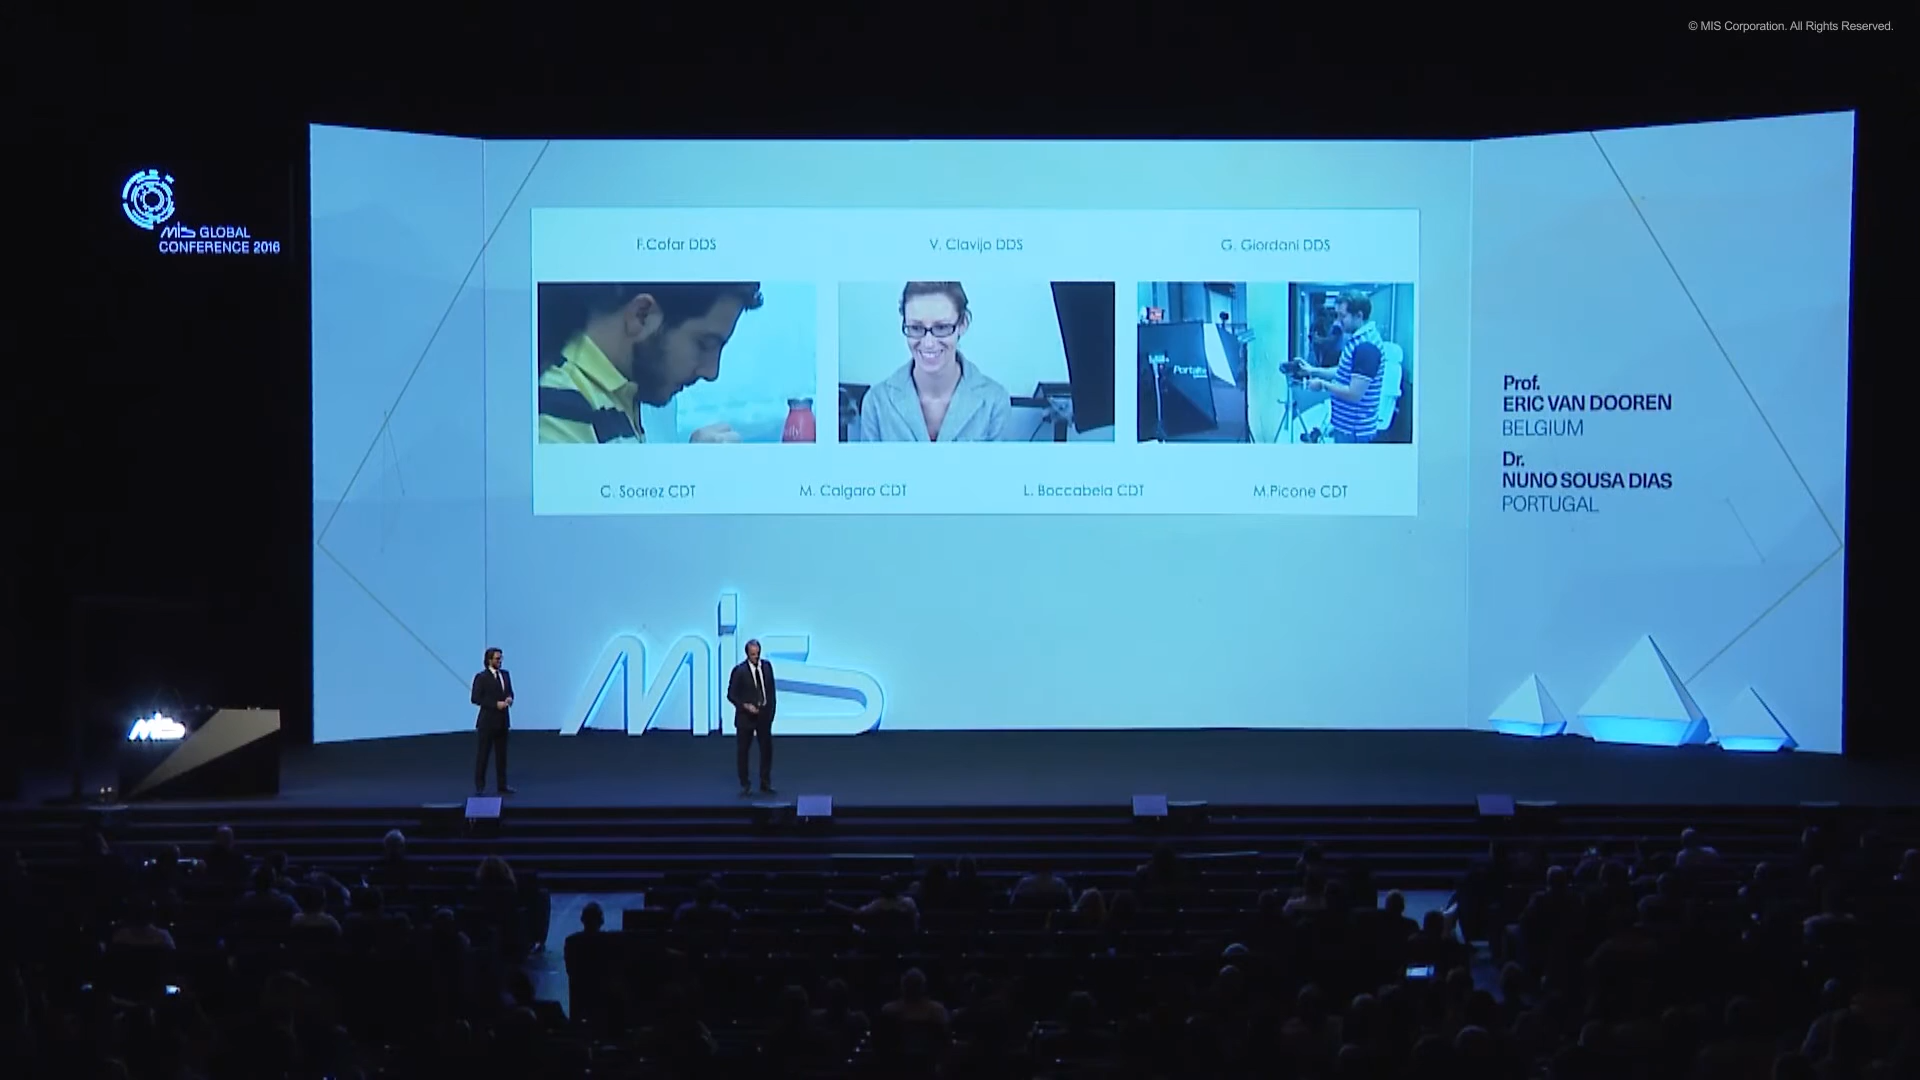 © MIS Corporation. All Rights Reserved.
MIS GLOBAL
CONFERENCE 2016
F.Cofar DDS
V. Clavijo DDS
G. Giordani DDS
C. Soarez CDT
M. Calgaro CDT
L. Boccabela CDT
M.Picone CDT
Prof.
ERIC VAN DOOREN
BELGIUM
Dr.
NUNO SOUSA DIAS
PORTUGAL
mis
mis